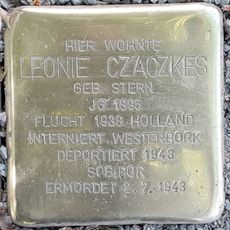 HIER WOHNTE
LEONIE CZACZKES
GEB. STERN
JG. 1895
FLUCHT 1939 HOLLAND
INTERNIERT WESTERBORK
DEPORTIERT 1943
SOBIBOR
ERMORDET 2.7.1943